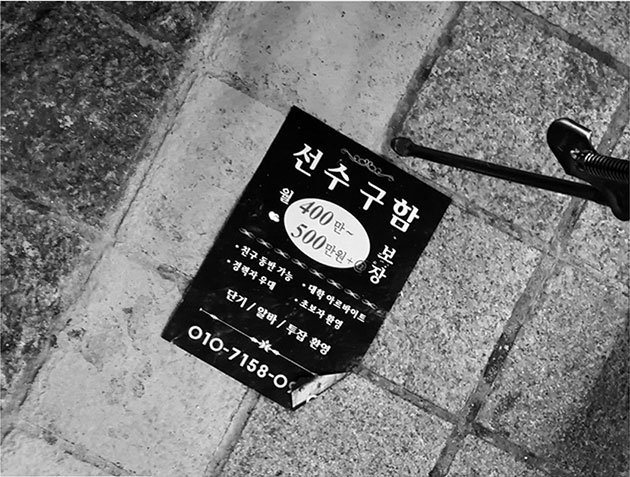 선수구함
월 400만~
500만원+@ 보장
·친구 동반 가능 ·대학 아르바이트
·경력자 우대 ·초보자 환영
단기 / 알바 / 투잡 환영
010-7158-0